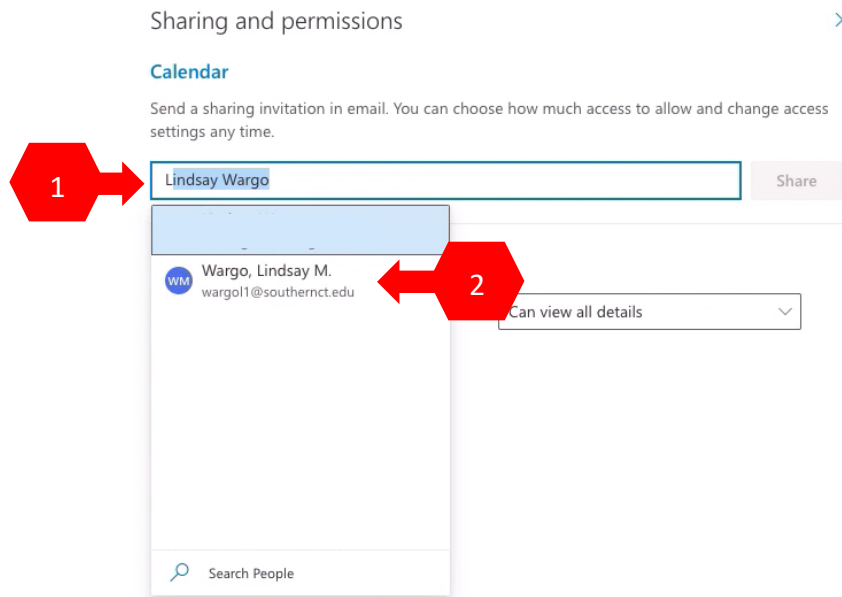 Sharing and permissions
Calendar
Send a sharing invitation in email. You can choose how much access to allow and change access
settings any time.
1
Lindsay Wargo
Share
WM
Wargo, Lindsay M.
wargol1@southernct.edu
2
Can view all details
Search People